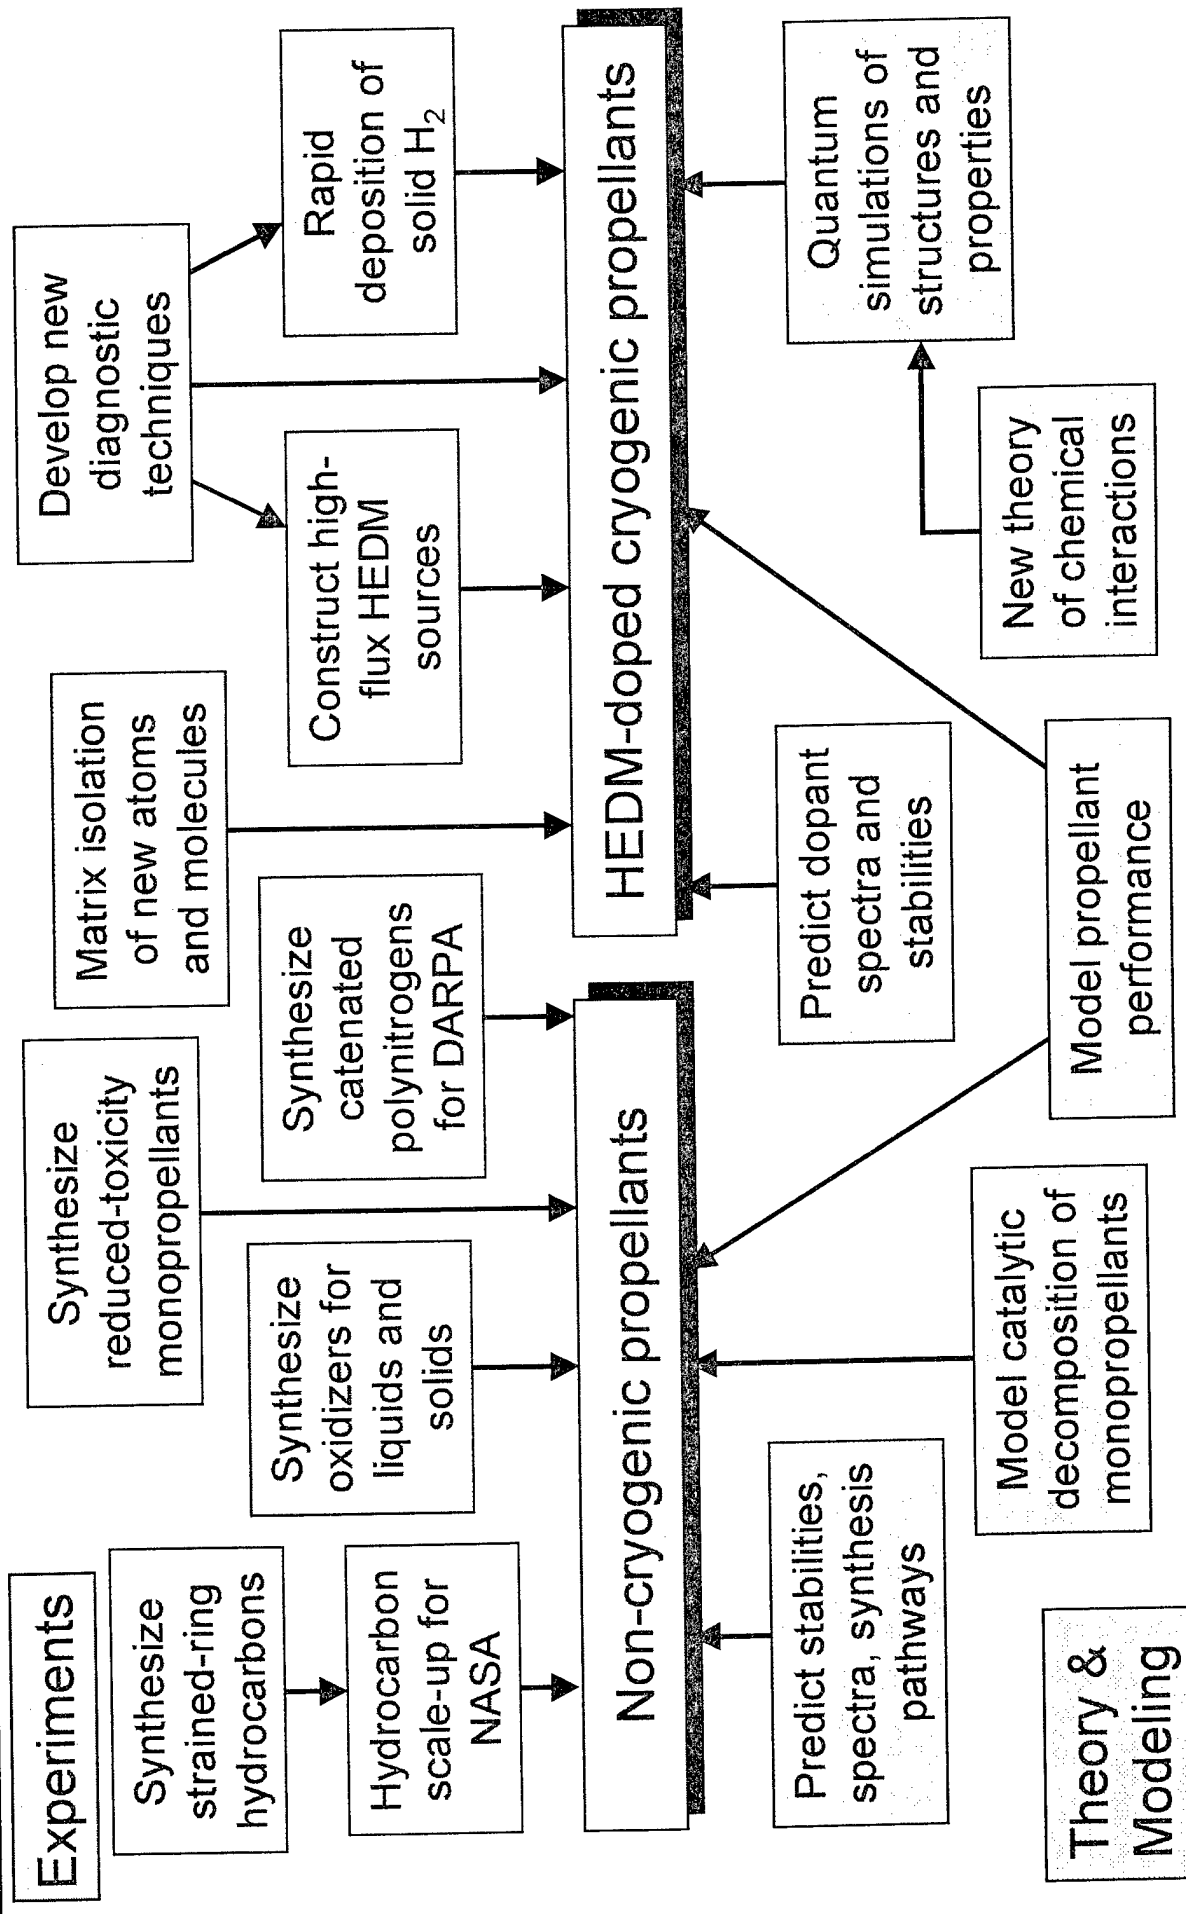 Experiments
Synthesize
strained-ring
hydrocarbons
Hydrocarbon
scale-up for
NASA
Synthesize
reduced-toxicity
monopropellants
Synthesize
oxidizers for
liquids and
solids
Synthesize
catenated
polynitrogens
for DARPA
Matrix isolation
of new atoms
and molecules
Develop new
diagnostic
techniques
Construct high-
flux HEDM
sources
Rapid
deposition of
solid H₂
Non-cryogenic propellants
HEDM-doped cryogenic propellants
Predict stabilities,
spectra, synthesis
pathways
Model catalytic
decomposition of
monopropellants
Predict dopant
spectra and
stabilities
Model propellant
performance
Quantum
simulations of
structures and
properties
New theory
of chemical
interactions
Theory &
Modeling